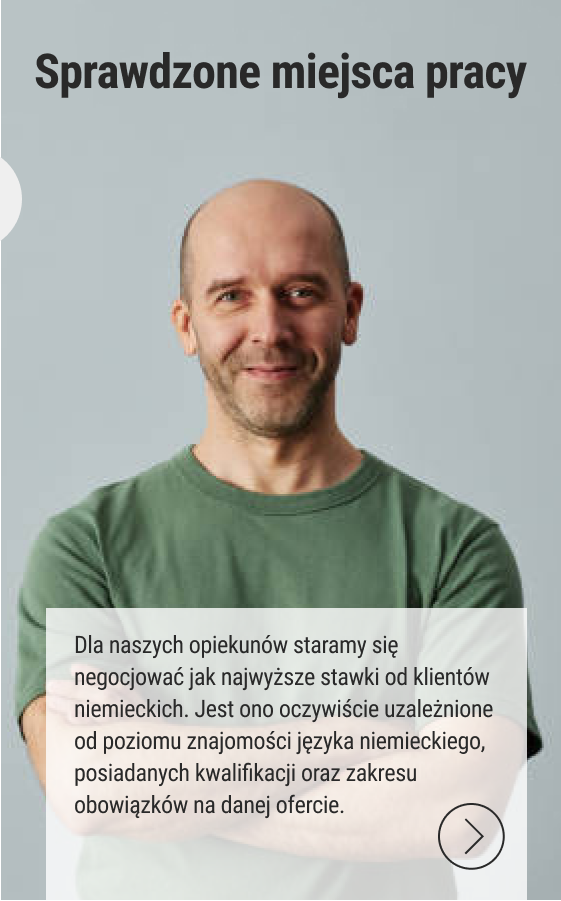 Sprawdzone miejsca pracy
Dla naszych opiekunów staramy się
negocjować jak najwyższe stawki od klientów
niemieckich. Jest ono oczywiście uzależnione
od poziomu znajomości języka niemieckiego,
posiadanych kwalifikacji oraz zakresu
obowiązków na danej ofercie.